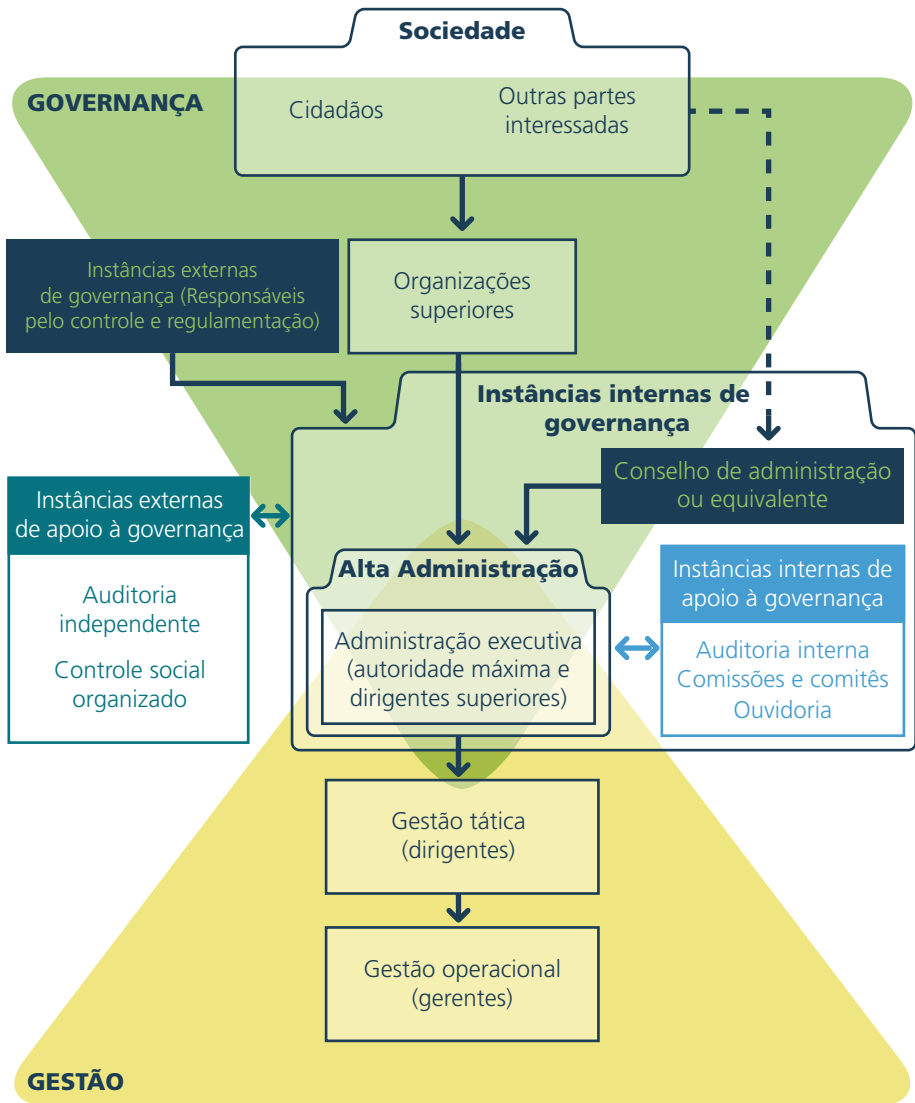 Sociedade
GOVERNANÇA
Cidadãos
Outras partes
interessadas
Instâncias externas
de governança (Responsáveis
pelo controle e regulamentação)
Organizações
superiores
Instâncias internas de
governança
Conselho de administração
ou equivalente
Instâncias externas
de apoio à governança
Auditoria
independente
Controle social
organizado
Alta Administração
Administração executiva
(autoridade máxima e
dirigentes superiores)
Instâncias internas de
apoio à governança
Auditoria interna
Comissões e comitês
Ouvidoria
Gestão tática
(dirigentes)
Gestão operacional
(gerentes)
GESTÃO